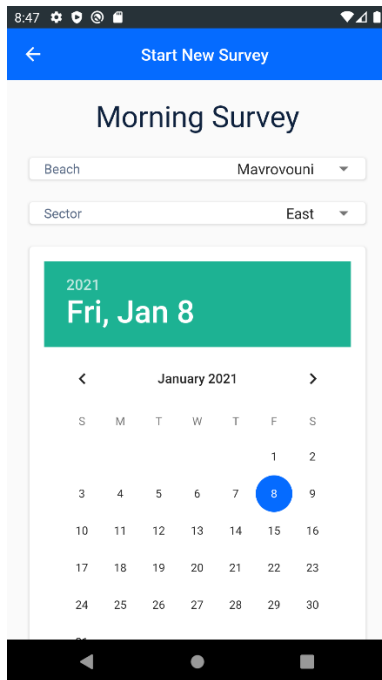 8:47
Start New Survey
Morning Survey
Beach Mavrovouni
Sector East
2021
Fri, Jan 8
January 2021
S M T W T F S
1 2
3 4 5 6 7 8 9
10 11 12 13 14 15 16
17 18 19 20 21 22 23
24 25 26 27 28 29 30